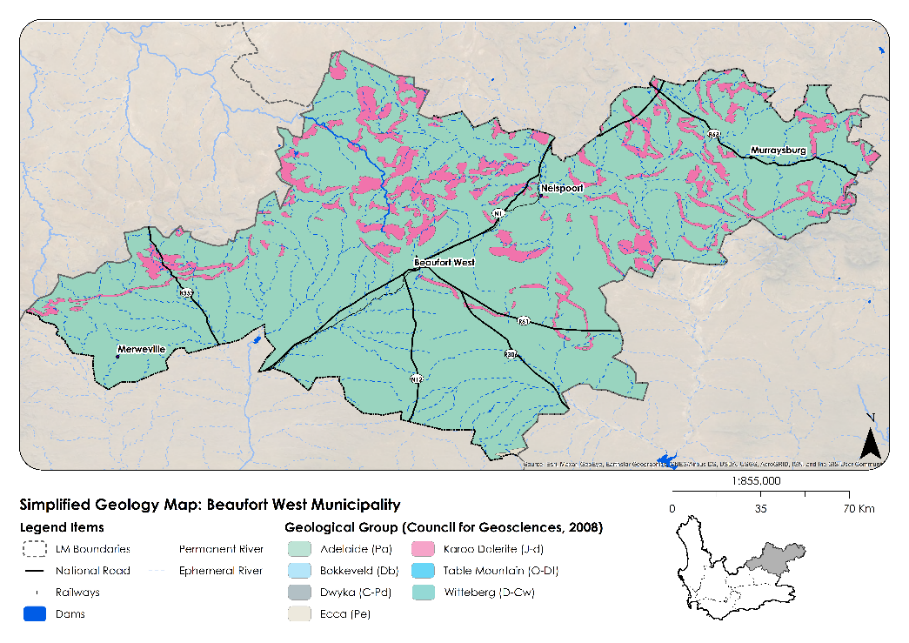 R63
Murraysburg
Nelspoort
N1
Beaufort West
R61
Merweville
N12
N
1:855,000
0 35 70 Km
Simplified Geology Map: Beaufort West Municipality
Legend Items
LM Boundaries
National Road
Railways
Dams
Permanent River
Ephemeral River
Geological Group (Council for Geosciences, 2008)
Adelaide (Pa)
Bokkeveld (Db)
Dwyka (C-Pd)
Ecca (Pe)
Karoo Dolerite (J-d)
Table Mountain (O-Dt)
Witteberg (D-Cw)